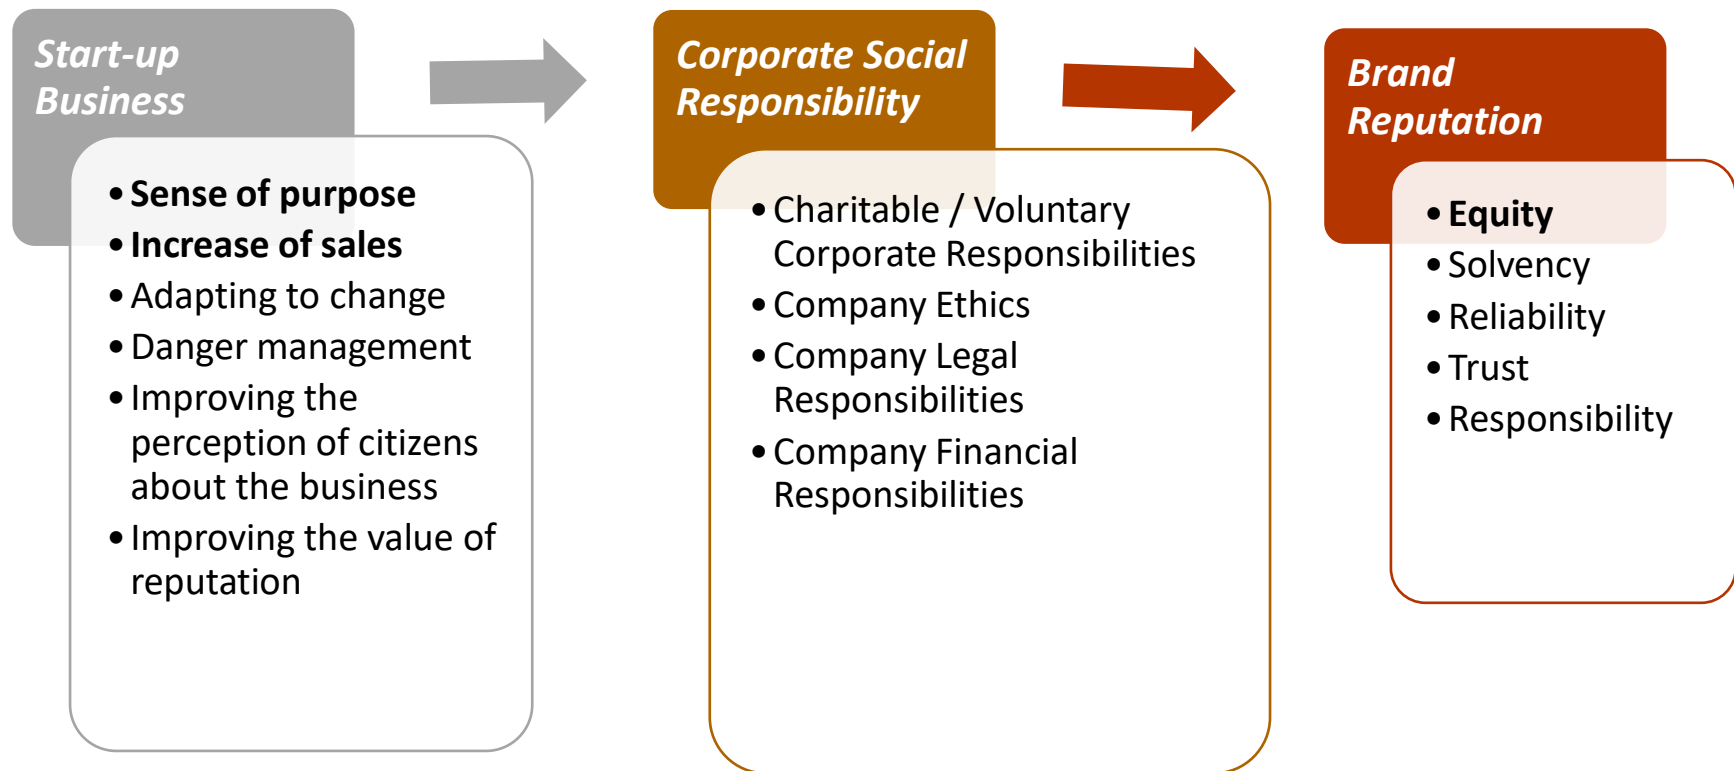 Start-up
Business
• Sense of purpose
• Increase of sales
• Adapting to change
• Danger management
• Improving the
perception of citizens
about the business
• Improving the value of
reputation
Corporate Social
Responsibility
• Charitable / Voluntary
Corporate Responsibilities
• Company Ethics
• Company Legal
Responsibilities
• Company Financial
Responsibilities
Brand
Reputation
• Equity
• Solvency
• Reliability
• Trust
• Responsibility